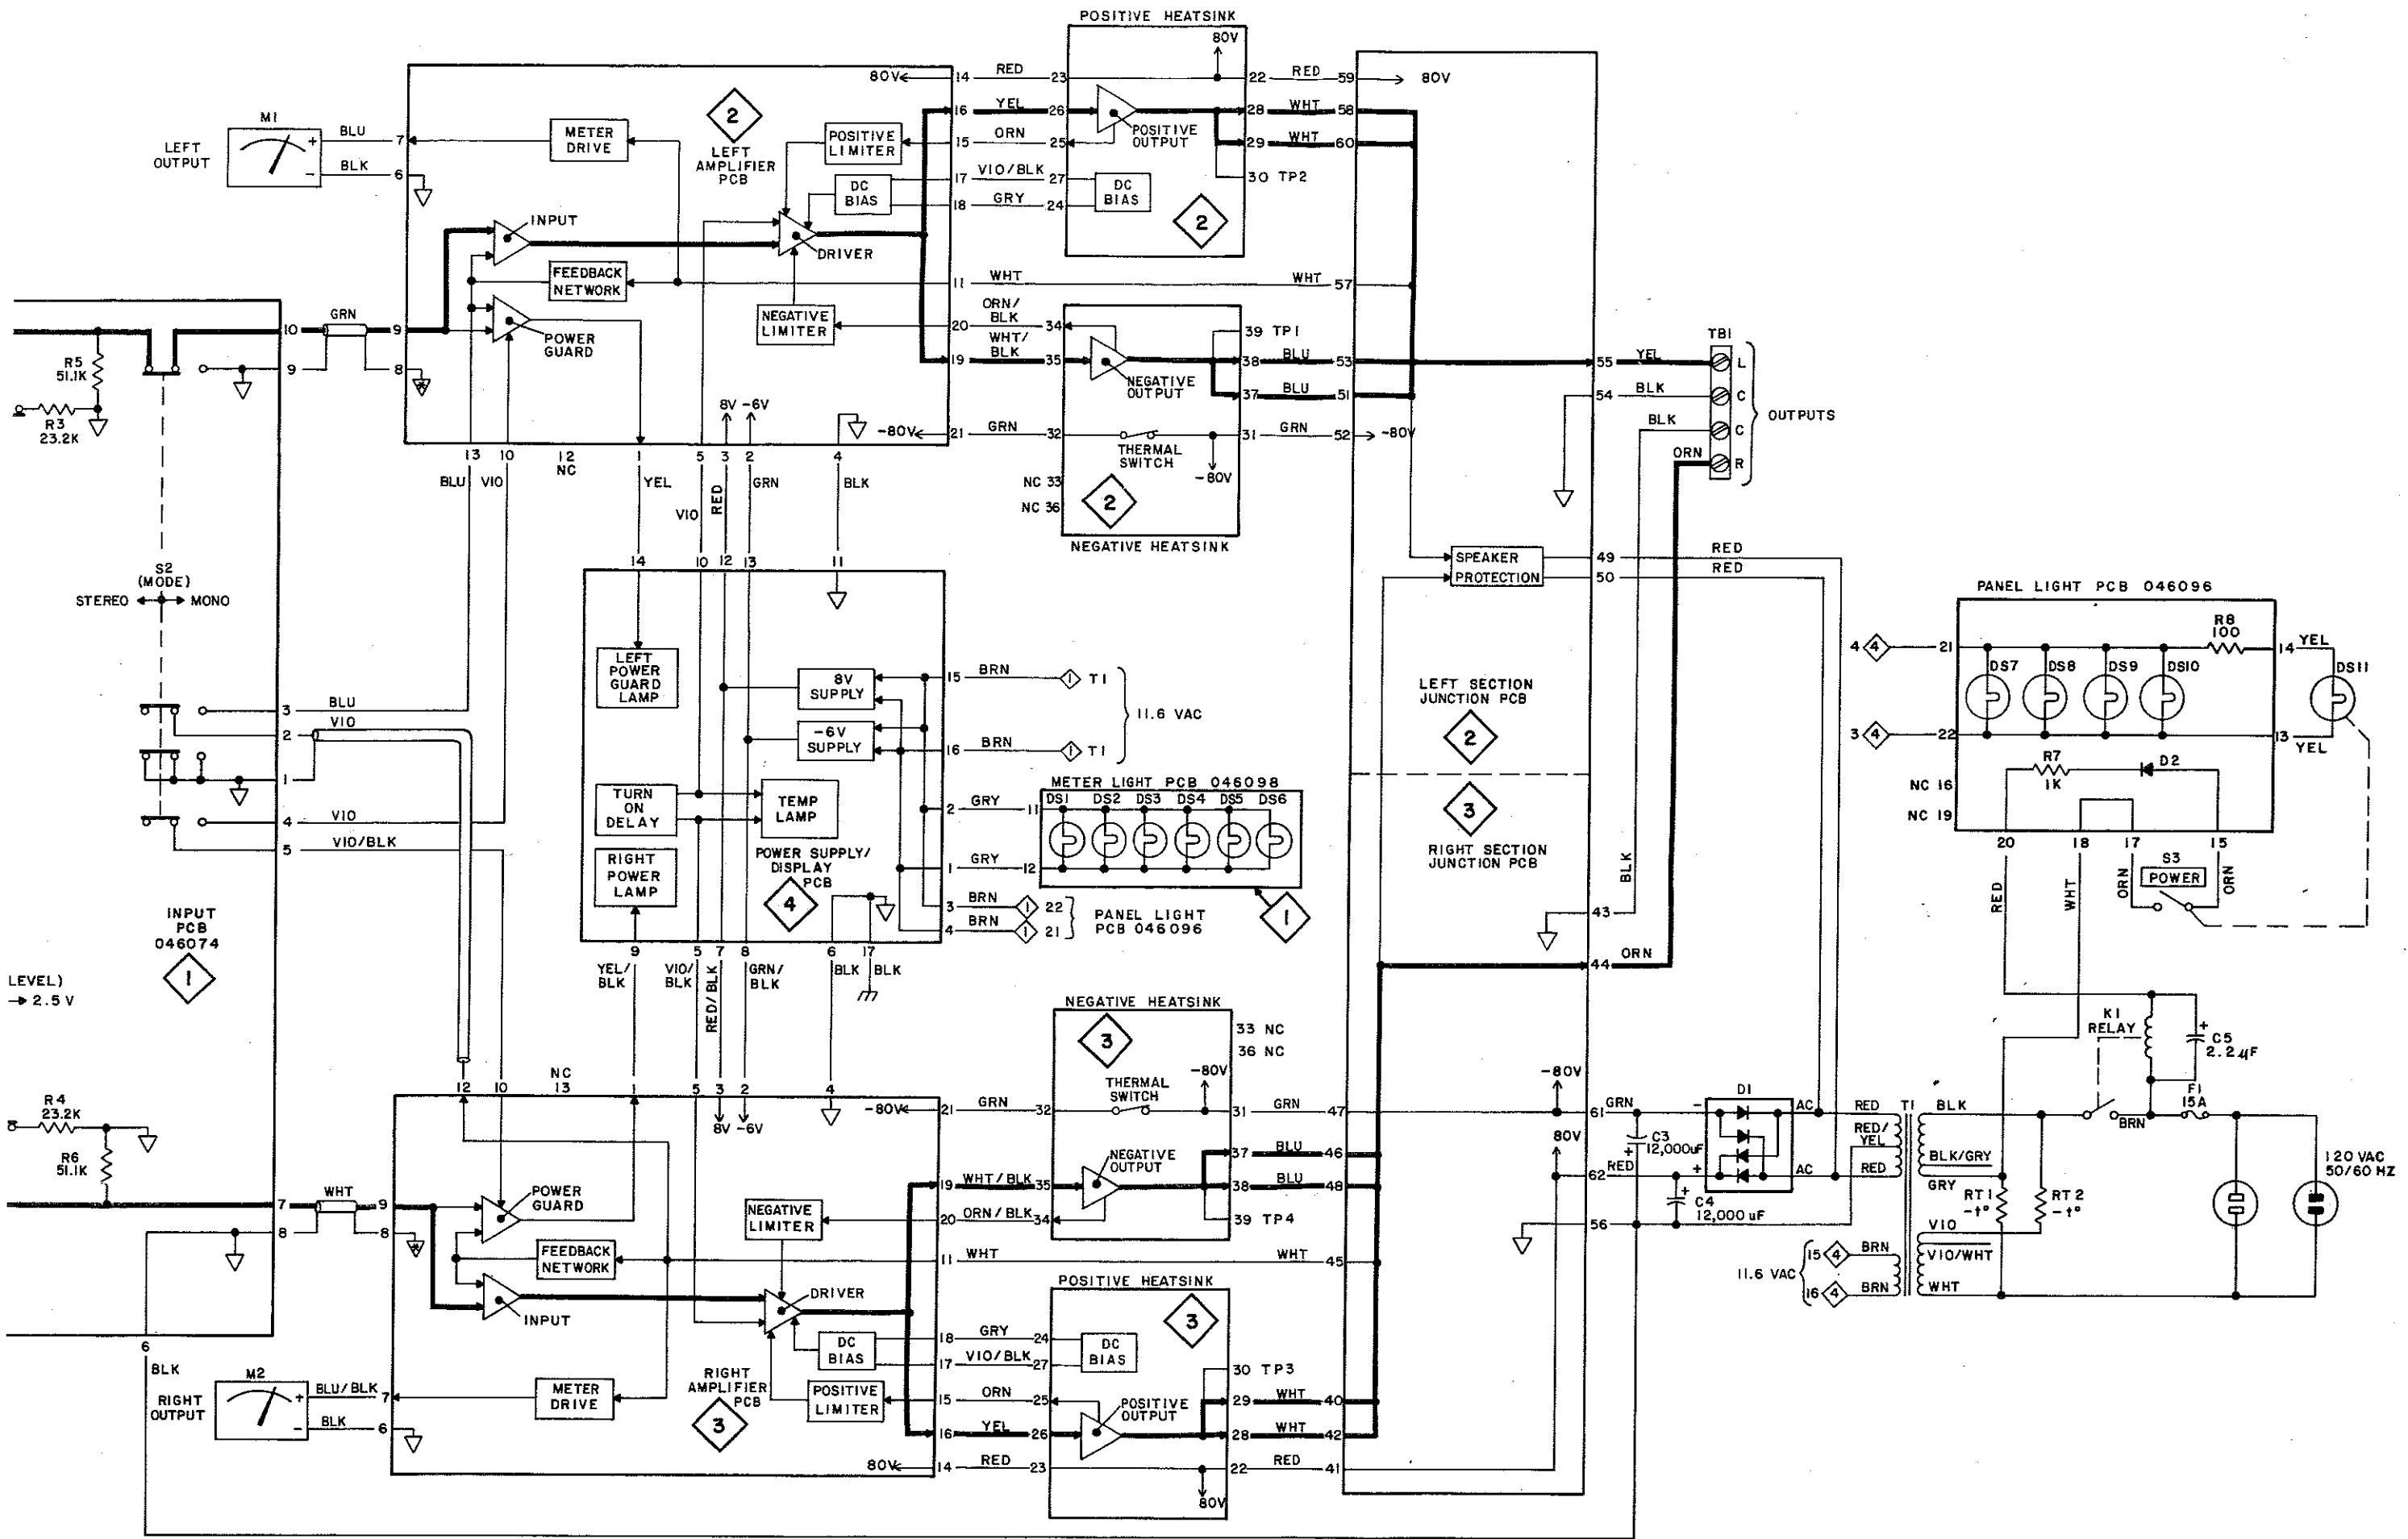 POSITIVE HEATSINK
80V
80V
14
RED
23
22
RED
59
80V
2
LEFT
AMPLIFIER
PCB
16
YEL
26
POSITIVE
OUTPUT
28
WHT
58
M1
LEFT
OUTPUT
+
-
BLU
7
BLK
6
METER
DRIVE
POSITIVE
LIMITER
15
ORN
25
29
WHT
60
17
VIO/BLK
27
30 TP2
DC
BIAS
18
GRY
24
DC
BIAS
2
INPUT
DRIVER
FEEDBACK
NETWORK
11
WHT
WHT
57
NEGATIVE
LIMITER
ORN/
BLK
20
34
39 TP1
WHT/
BLK
19
35
NEGATIVE
OUTPUT
38
BLU
53
37
BLU
51
10
GRN
9
9
8
POWER
GUARD
R5
51.1K
R3
23.2K
8V
-6V
-80V
21
GRN
32
THERMAL
SWITCH
31
GRN
52
-80V
-80V
NC 33
NC 36
2
NEGATIVE HEATSINK
TB1
55
YEL
L
54
BLK
C
BLK
C
ORN
R
OUTPUTS
13
10
12
NC
1
5
3
2
4
BLU
VIO
YEL
VIO
RED
GRN
BLK
14
10
12
13
11
SPEAKER
PROTECTION
49
RED
50
RED
S2
(MODE)
STEREO
MONO
3
BLU
2
VIO
1
4
VIO
5
VIO/BLK
LEFT
POWER
GUARD
LAMP
8V
SUPPLY
-6V
SUPPLY
15
BRN
1
T1
11.6 VAC
16
BRN
1
T1
TURN
ON
DELAY
TEMP
LAMP
RIGHT
POWER
LAMP
POWER SUPPLY/
DISPLAY
PCB
4
METER LIGHT PCB 046098
DS1
DS2
DS3
DS4
DS5
DS6
2
GRY
11
1
GRY
12
1
3
BRN
1
22
4
BRN
1
21
PANEL LIGHT
PCB 046096
LEFT SECTION
JUNCTION PCB
2
3
RIGHT SECTION
JUNCTION PCB
BLK
43
44
ORN
PANEL LIGHT PCB 046096
R8
100
4
4
21
DS7
DS8
DS9
DS10
14
YEL
DS11
3
4
22
13
YEL
R7
1K
D2
NC 16
NC 19
20
18
17
15
S3
POWER
RED
WHT
ORN
ORN
INPUT
PCB
046074
1
LEVEL)
2.5 V
9
5
7
8
6
17
YEL/
BLK
VIO/
BLK
RED/BLK
GRN/
BLK
BLK
BLK
K1
RELAY
+
C5
2.2µF
F1
15A
BRN
120 VAC
50/60 HZ
NEGATIVE HEATSINK
3
33 NC
36 NC
12
10
NC
13
1
5
3
2
4
8V
-6V
-80V
21
GRN
32
THERMAL
SWITCH
-80V
31
GRN
47
-80V
61
GRN
80V
62
RED
56
C3
12,000uF
+
C4
12,000 uF
+
D1
-
+
AC
AC
RED
RED/
YEL
RED
T1
BLK
BLK/GRY
GRY
RT1
-t°
RT2
-t°
VIO
VIO/WHT
WHT
11.6 VAC
15
4
BRN
16
4
BRN
R4
23.2K
R6
51.1K
7
WHT
9
8
8
POWER
GUARD
FEEDBACK
NETWORK
INPUT
NEGATIVE
LIMITER
DRIVER
19
WHT/BLK
35
NEGATIVE
OUTPUT
37
BLU
46
38
BLU
48
20
ORN/BLK
34
39 TP4
11
WHT
WHT
45
POSITIVE HEATSINK
3
DC
BIAS
18
GRY
24
DC
BIAS
17
VIO/BLK
27
30 TP3
6
BLK
M2
RIGHT
OUTPUT
+
-
BLU/BLK
7
BLK
6
METER
DRIVE
RIGHT
AMPLIFIER
PCB
3
POSITIVE
LIMITER
15
ORN
25
POSITIVE
OUTPUT
29
WHT
40
16
YEL
26
28
WHT
42
80V
14
RED
23
22
RED
41
80V